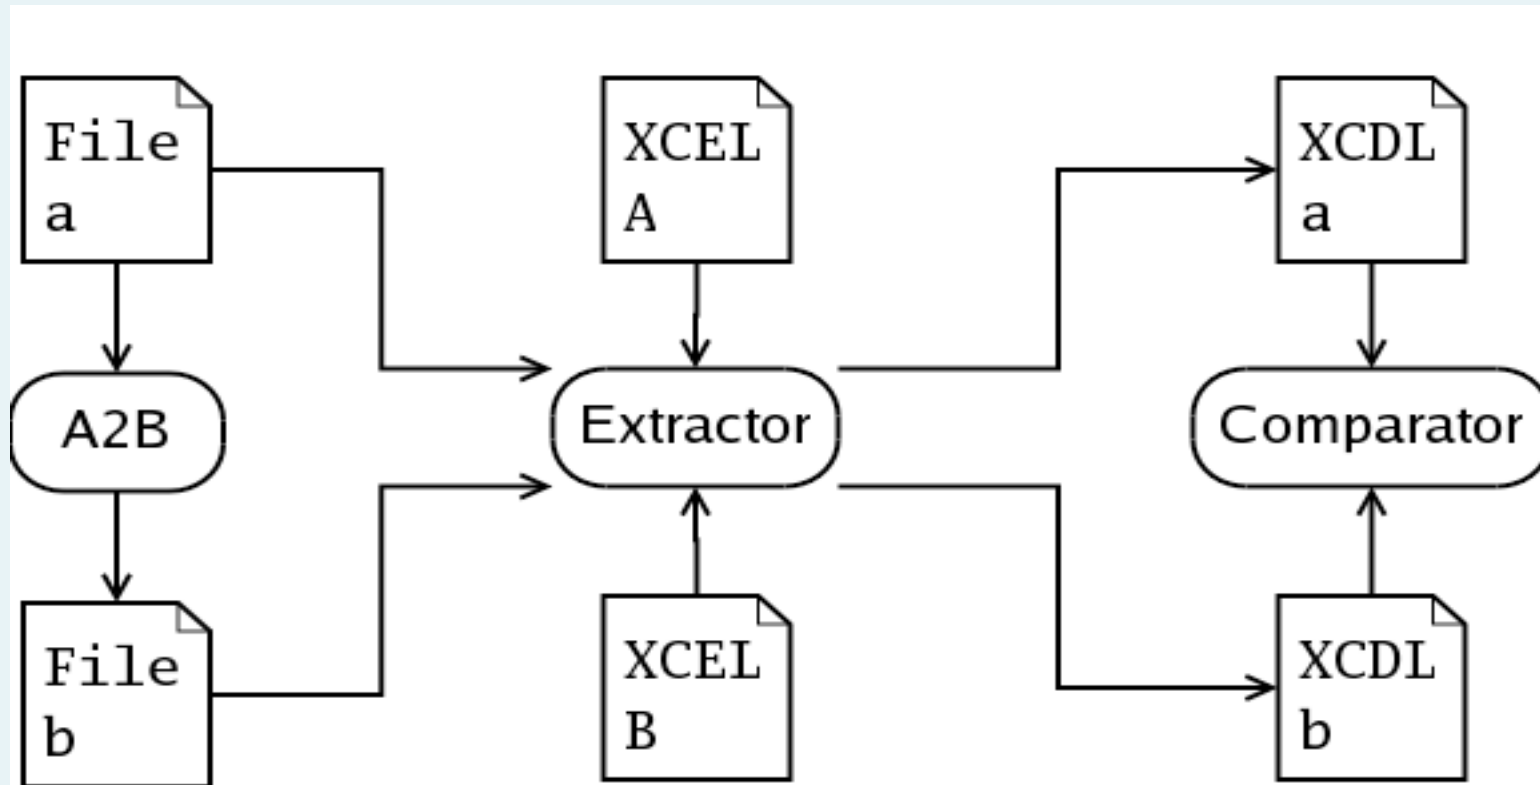 File
a
XCEL
A
XCDL
a
A2B
Extractor
Comparator
File
b
XCEL
B
XCDL
b